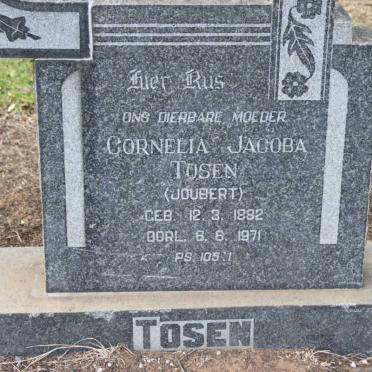 Hier Rus
ONS DIERBARE MOEDER
CORNELIA JACOBA
TOSEN
(JOUBERT)
GEB. 12. 3. 1882
OORL. 6. 6. 1971
PS. 105:1
TOSEN